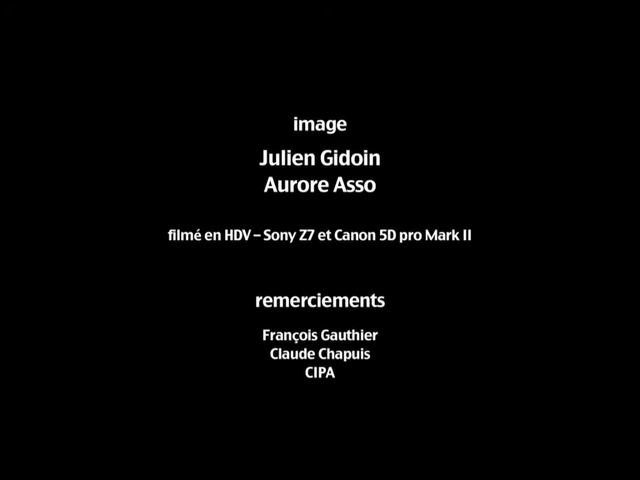 image
Julien Gidoin
Aurore Asso
filmé en HDV – Sony Z7 et Canon 5D pro Mark II
remerciements
François Gauthier
Claude Chapuis
CIPA